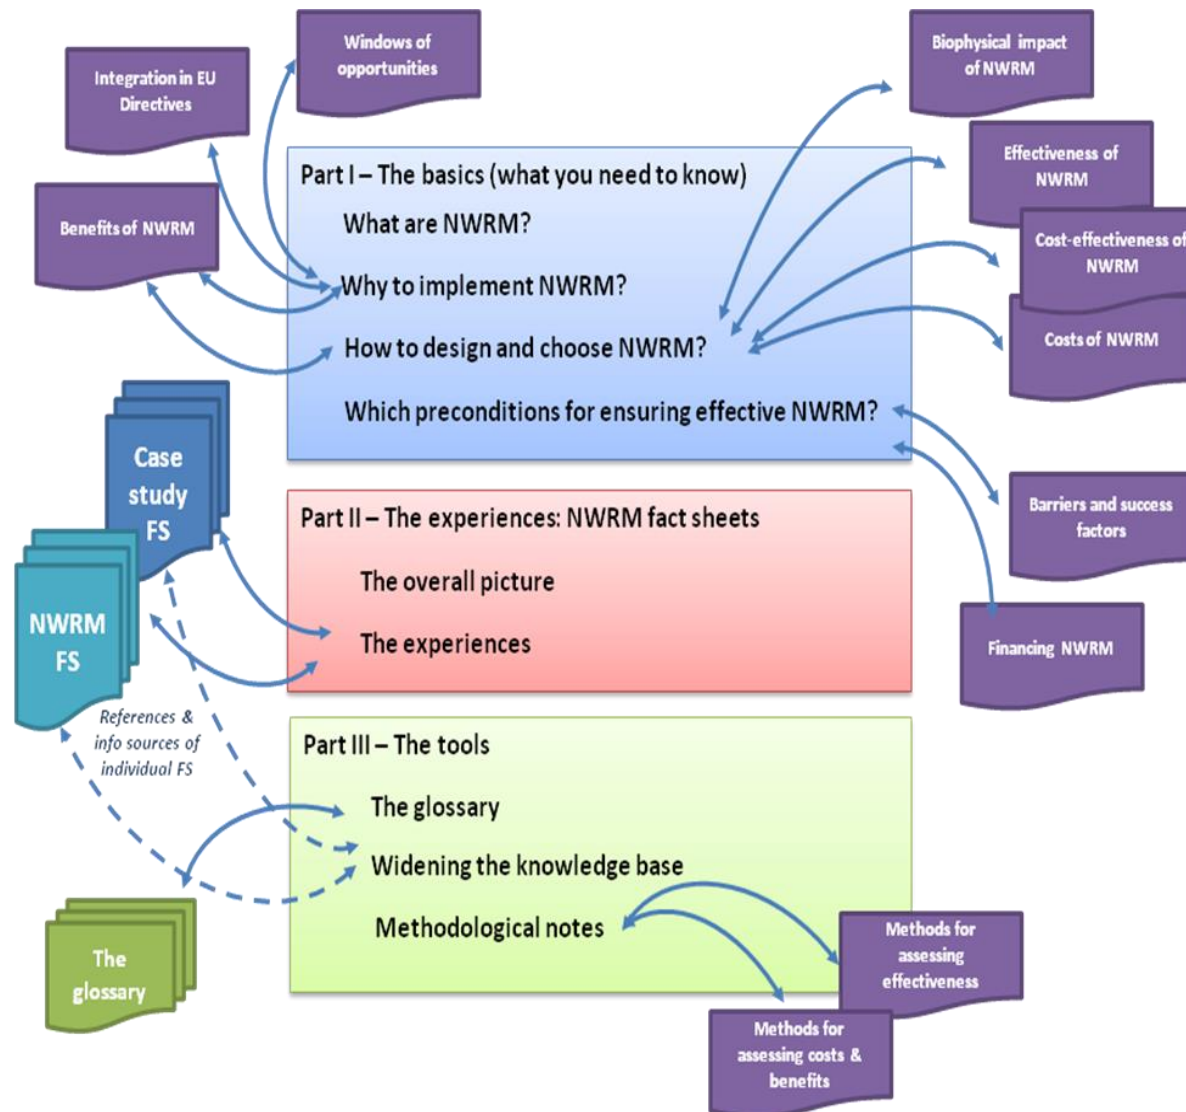 Windows of
opportunities
Integration in EU
Directives
Benefits of NWRM
Biophysical impact
of NWRM
Effectiveness of
NWRM
Cost-effectiveness of
NWRM
Costs of NWRM
Part I – The basics (what you need to know)
What are NWRM?
Why to implement NWRM?
How to design and choose NWRM?
Which preconditions for ensuring effective NWRM?
Barriers and success
factors
Financing NWRM
Case
study
FS
NWRM
FS
References &
info sources of
individual FS
Part II – The experiences: NWRM fact sheets
The overall picture
The experiences
Part III – The tools
The glossary
Widening the knowledge base
Methodological notes
The
glossary
Methods for
assessing
effectiveness
Methods for
assessing costs &
benefits